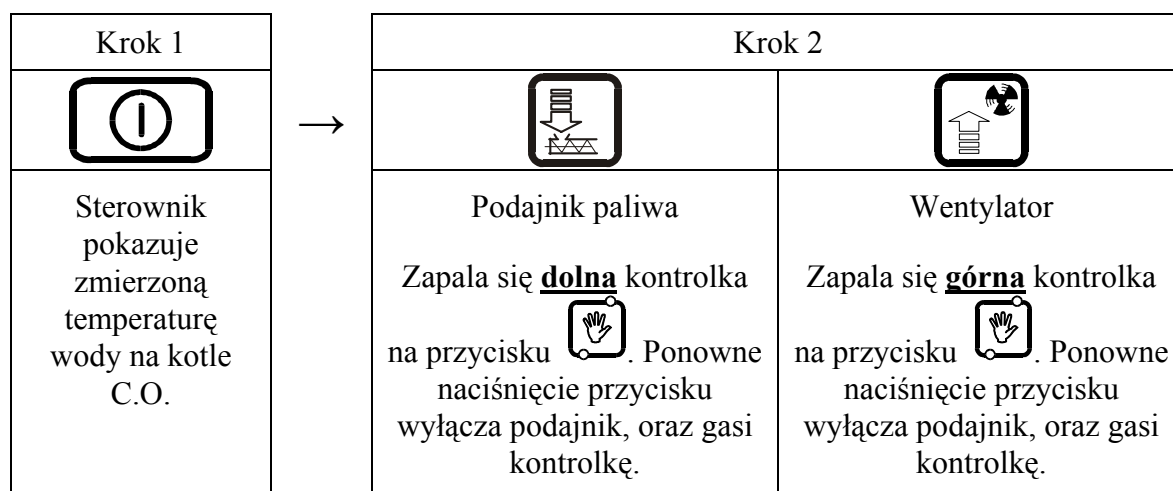 Krok 1
→
Krok 2
Sterownik
pokazuje
zmierzoną
temperaturę
wody na kotle
C.O.
Podajnik paliwa
Zapala się dolna kontrolka
na przycisku . Ponowne
naciśnięcie przycisku
wyłącza podajnik, oraz gasi
kontrolkę.
Wentylator
Zapala się górna kontrolka
na przycisku . Ponowne
naciśnięcie przycisku
wyłącza podajnik, oraz gasi
kontrolkę.